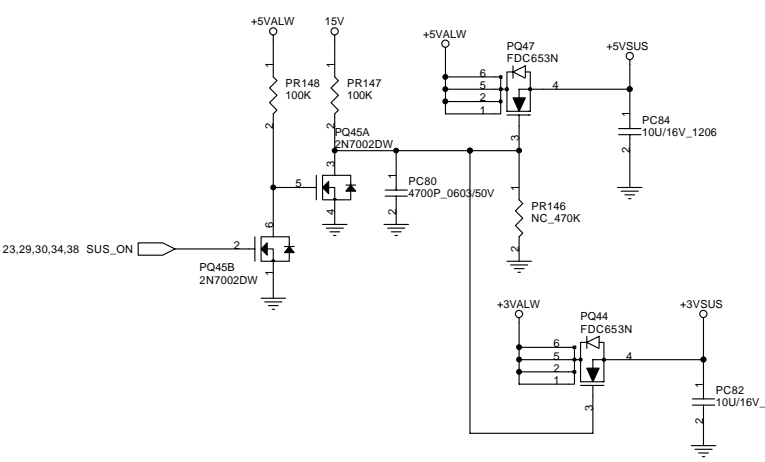 +5VALW
15V
+5VALW
PQ47
FDC653N
+5VSUS
1
PR148
100K
2
1
PR147
100K
2
6
5
2
1
4
3
1
PC84
10U/16V_1206
2
PQ45A
2N7002DW
3
5
4
1
PC80
4700P_0603/50V
2
1
PR146
NC_470K
2
6
23,29,30,34,38 SUS_ON
2
1
PQ45B
2N7002DW
+3VALW
PQ44
FDC653N
+3VSUS
6
5
2
1
4
3
1
PC82
10U/16V_
2